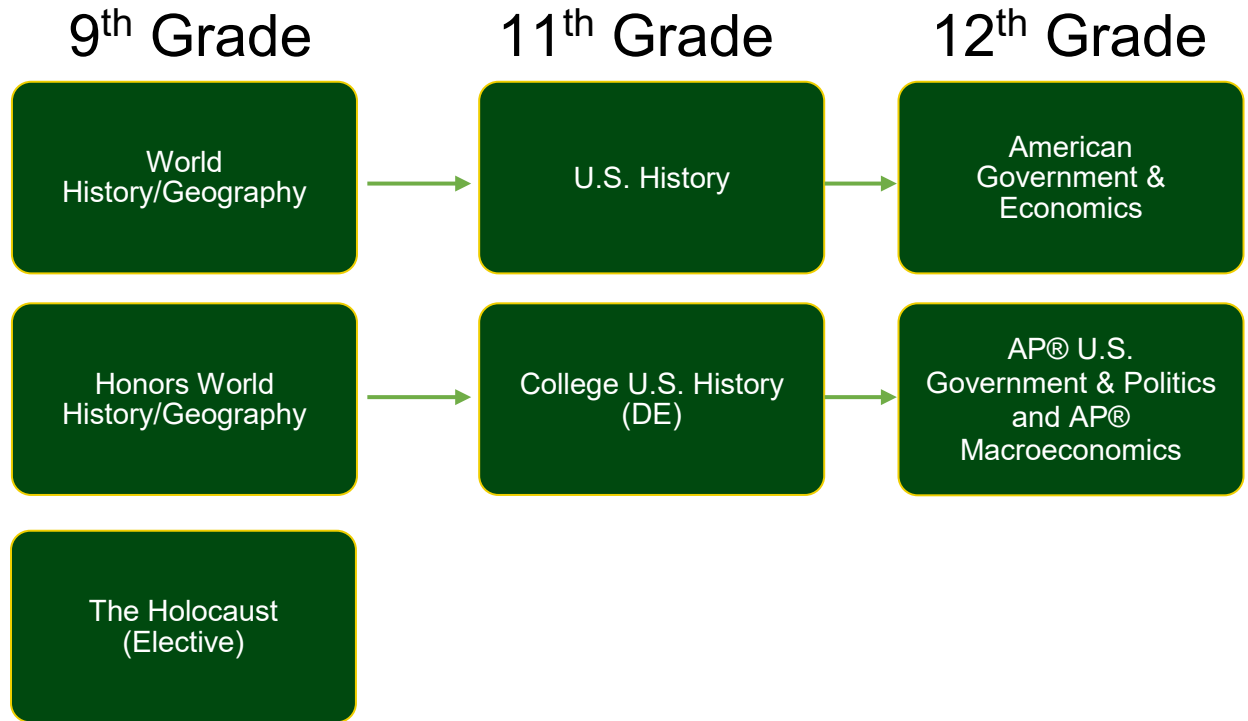 9th Grade
11th Grade
12th Grade
World
History/Geography
U.S. History
American
Government &
Economics
Honors World
History/Geography
College U.S. History
(DE)
AP® U.S.
Government & Politics
and AP®
Macroeconomics
The Holocaust
(Elective)